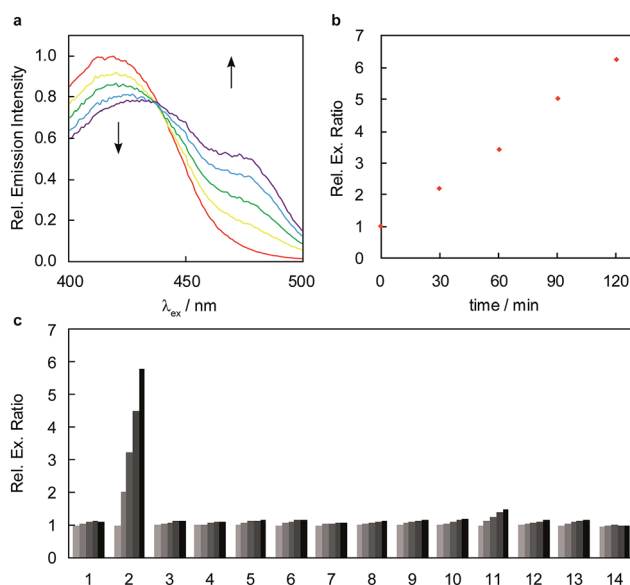 a
1.0
0.8
0.6
0.4
0.2
0.0
Rel. Emission Intensity
400 450 500
λex / nm
b
7
6
5
4
3
2
1
0
Rel. Ex. Ratio
0 30 60 90 120
time / min
c
7
6
5
4
3
2
1
0
Rel. Ex. Ratio
1 2 3 4 5 6 7 8 9 10 11 12 13 14